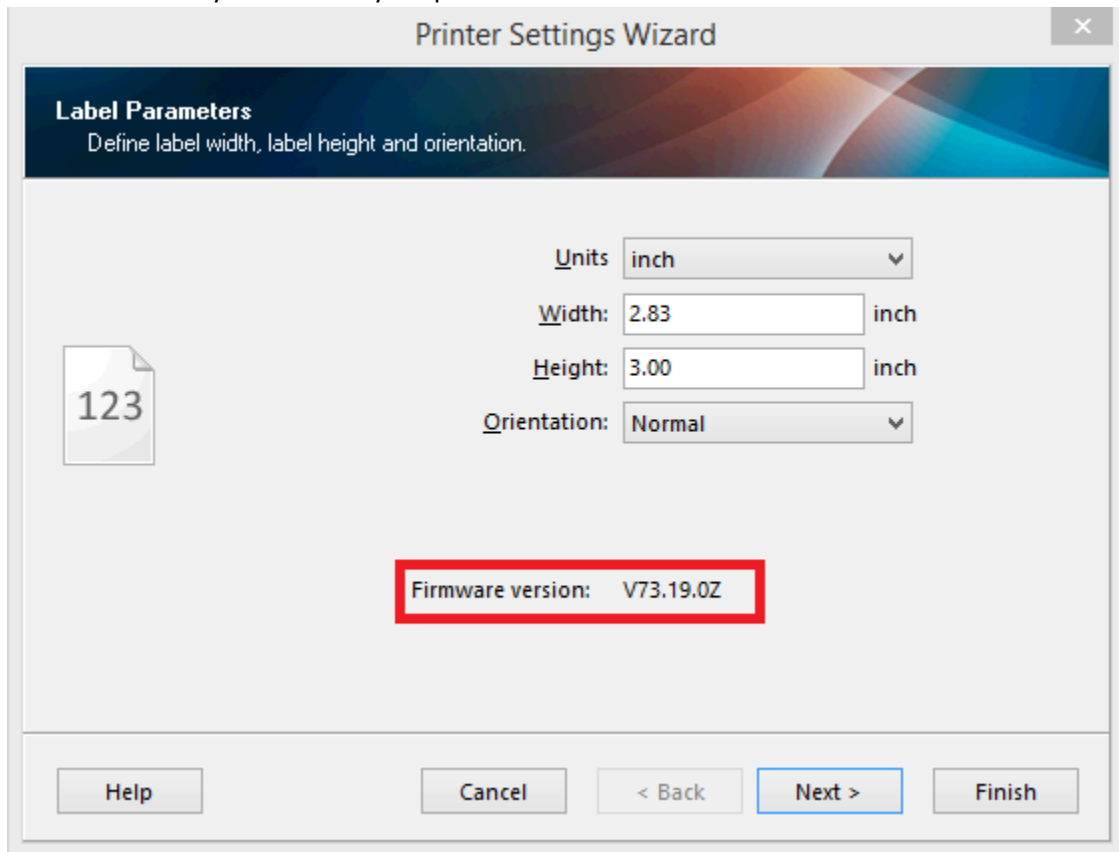 Printer Settings Wizard
Label Parameters
Define label width, label height and orientation.
Units inch
Width: 2.83 inch
Height: 3.00 inch
123
Orientation: Normal
Firmware version: V73.19.0Z
Help Cancel < Back Next > Finish